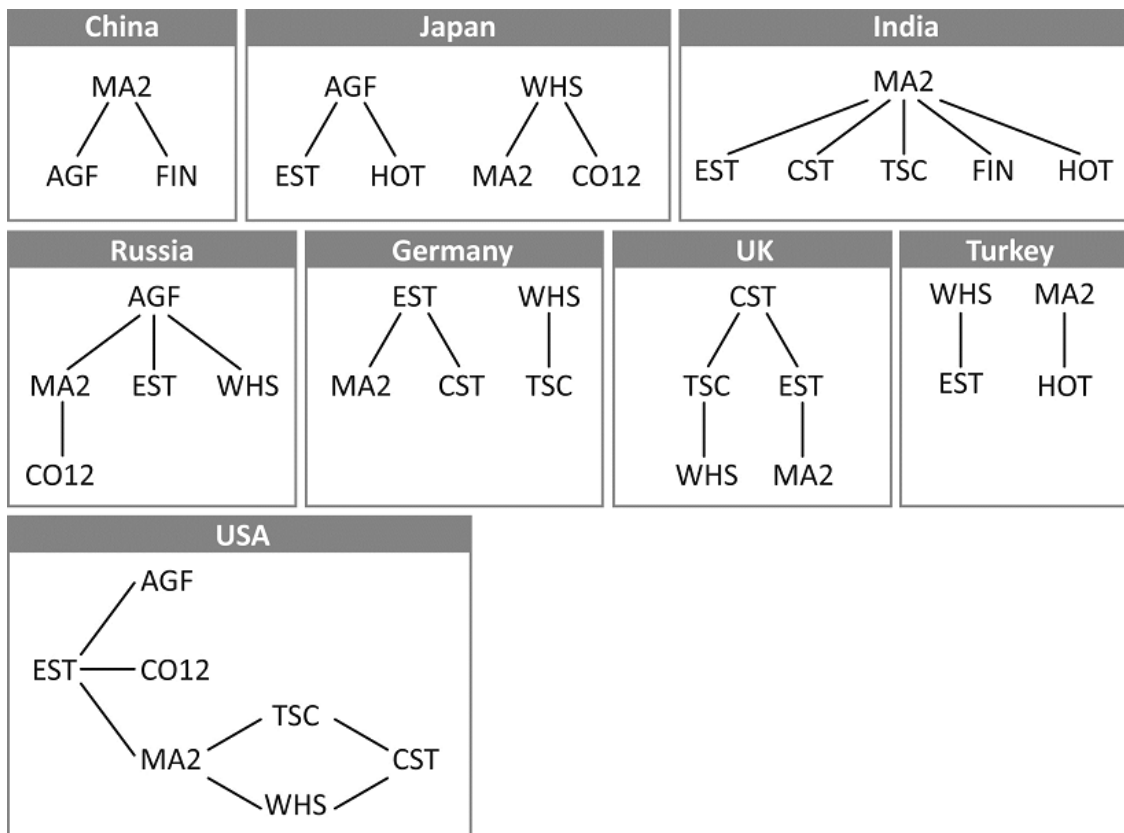 China
MA2
AGF FIN
Japan
AGF WHS
EST HOT MA2 CO12
India
MA2
EST CST TSC FIN HOT
Russia
AGF
MA2 EST WHS
CO12
Germany
EST WHS
MA2 CST TSC
UK
CST
TSC EST
WHS MA2
Turkey
WHS MA2
EST HOT
USA
AGF
EST CO12
TSC
MA2 CST
WHS